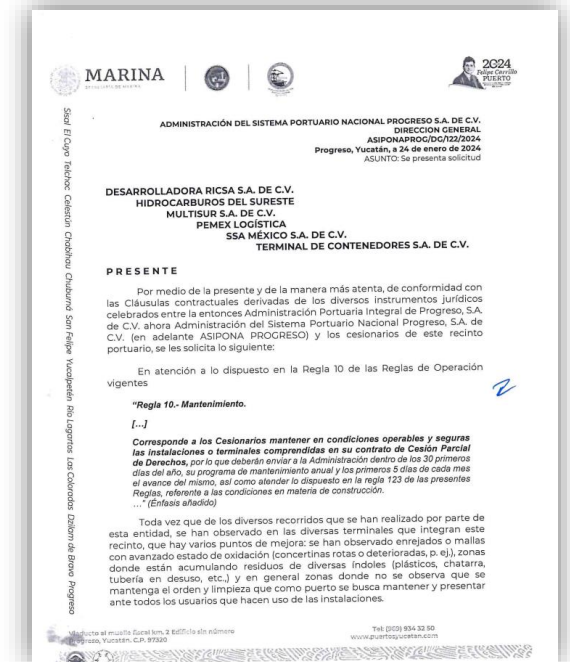 MARINA
SECRETARÍA DE MARINA
2024
Felipe Carrillo
PUERTO
ADMINISTRACIÓN DEL SISTEMA PORTUARIO NACIONAL PROGRESO S.A. DE C.V.
DIRECCION GENERAL
ASIPONAPROG/DG/122/2024
Progreso, Yucatán, a 24 de enero de 2024
ASUNTO: Se presenta solicitud
DESARROLLADORA RICSA S.A. DE C.V.
HIDROCARBUROS DEL SURESTE
MULTISUR S.A. DE C.V.
PEMEX LOGÍSTICA
SSA MÉXICO S.A. DE C.V.
TERMINAL DE CONTENEDORES S.A. DE C.V.
PRESENTE
Por medio de la presente y de la manera más atenta, de conformidad con
las Cláusulas contractuales derivadas de los diversos instrumentos jurídicos
celebrados entre la entonces Administración Portuaria Integral de Progreso, S.A.
de C.V. ahora Administración del Sistema Portuario Nacional Progreso, S.A. de
C.V. (en adelante ASIPONA PROGRESO) y los cesionarios de este recinto
portuario, se les solicita lo siguiente:
En atención a lo dispuesto en la Regla 10 de las Reglas de Operación
vigentes
"Regla 10.- Mantenimiento.
[...]
Corresponde a los Cesionarios mantener en condiciones operables y seguras
las instalaciones o terminales comprendidas en su contrato de Cesión Parcial
de Derechos, por lo que deberán enviar a la Administración dentro de los 30 primeros
días del año, su programa de mantenimiento anual y los primeros 5 días de cada mes
el avance del mismo, así como atender lo dispuesto en la regla 123 de las presentes
Reglas, referente a las condiciones en materia de construcción.
..." (Énfasis añadido)
Toda vez que de los diversos recorridos que se han realizado por parte de
esta entidad, se han observado en las diversas terminales que integran este
recinto, que hay varios puntos de mejora: se han observado enrejados o mallas
con avanzado estado de oxidación (concertinas rotas o deterioradas, p. ej.), zonas
donde están acumulando residuos de diversas índoles (plásticos, chatarra,
tubería en desuso, etc.,) y en general zonas donde no se observa que se
mantenga el orden y limpieza que como puerto se busca mantener y presentar
ante todos los usuarios que hacen uso de las instalaciones.
Sisal El Cuyo Telchac Celestún Chabihau Chuburná San Felipe Yucalpetén Río Lagartos Las Coloradas Dzilam de Bravo Progreso
Viaducto al muelle fiscal km. 2 Edificio sin número
Progreso, Yucatán. C.P. 97320
Tel: (969) 934 32 50
www.puertosyucatan.com